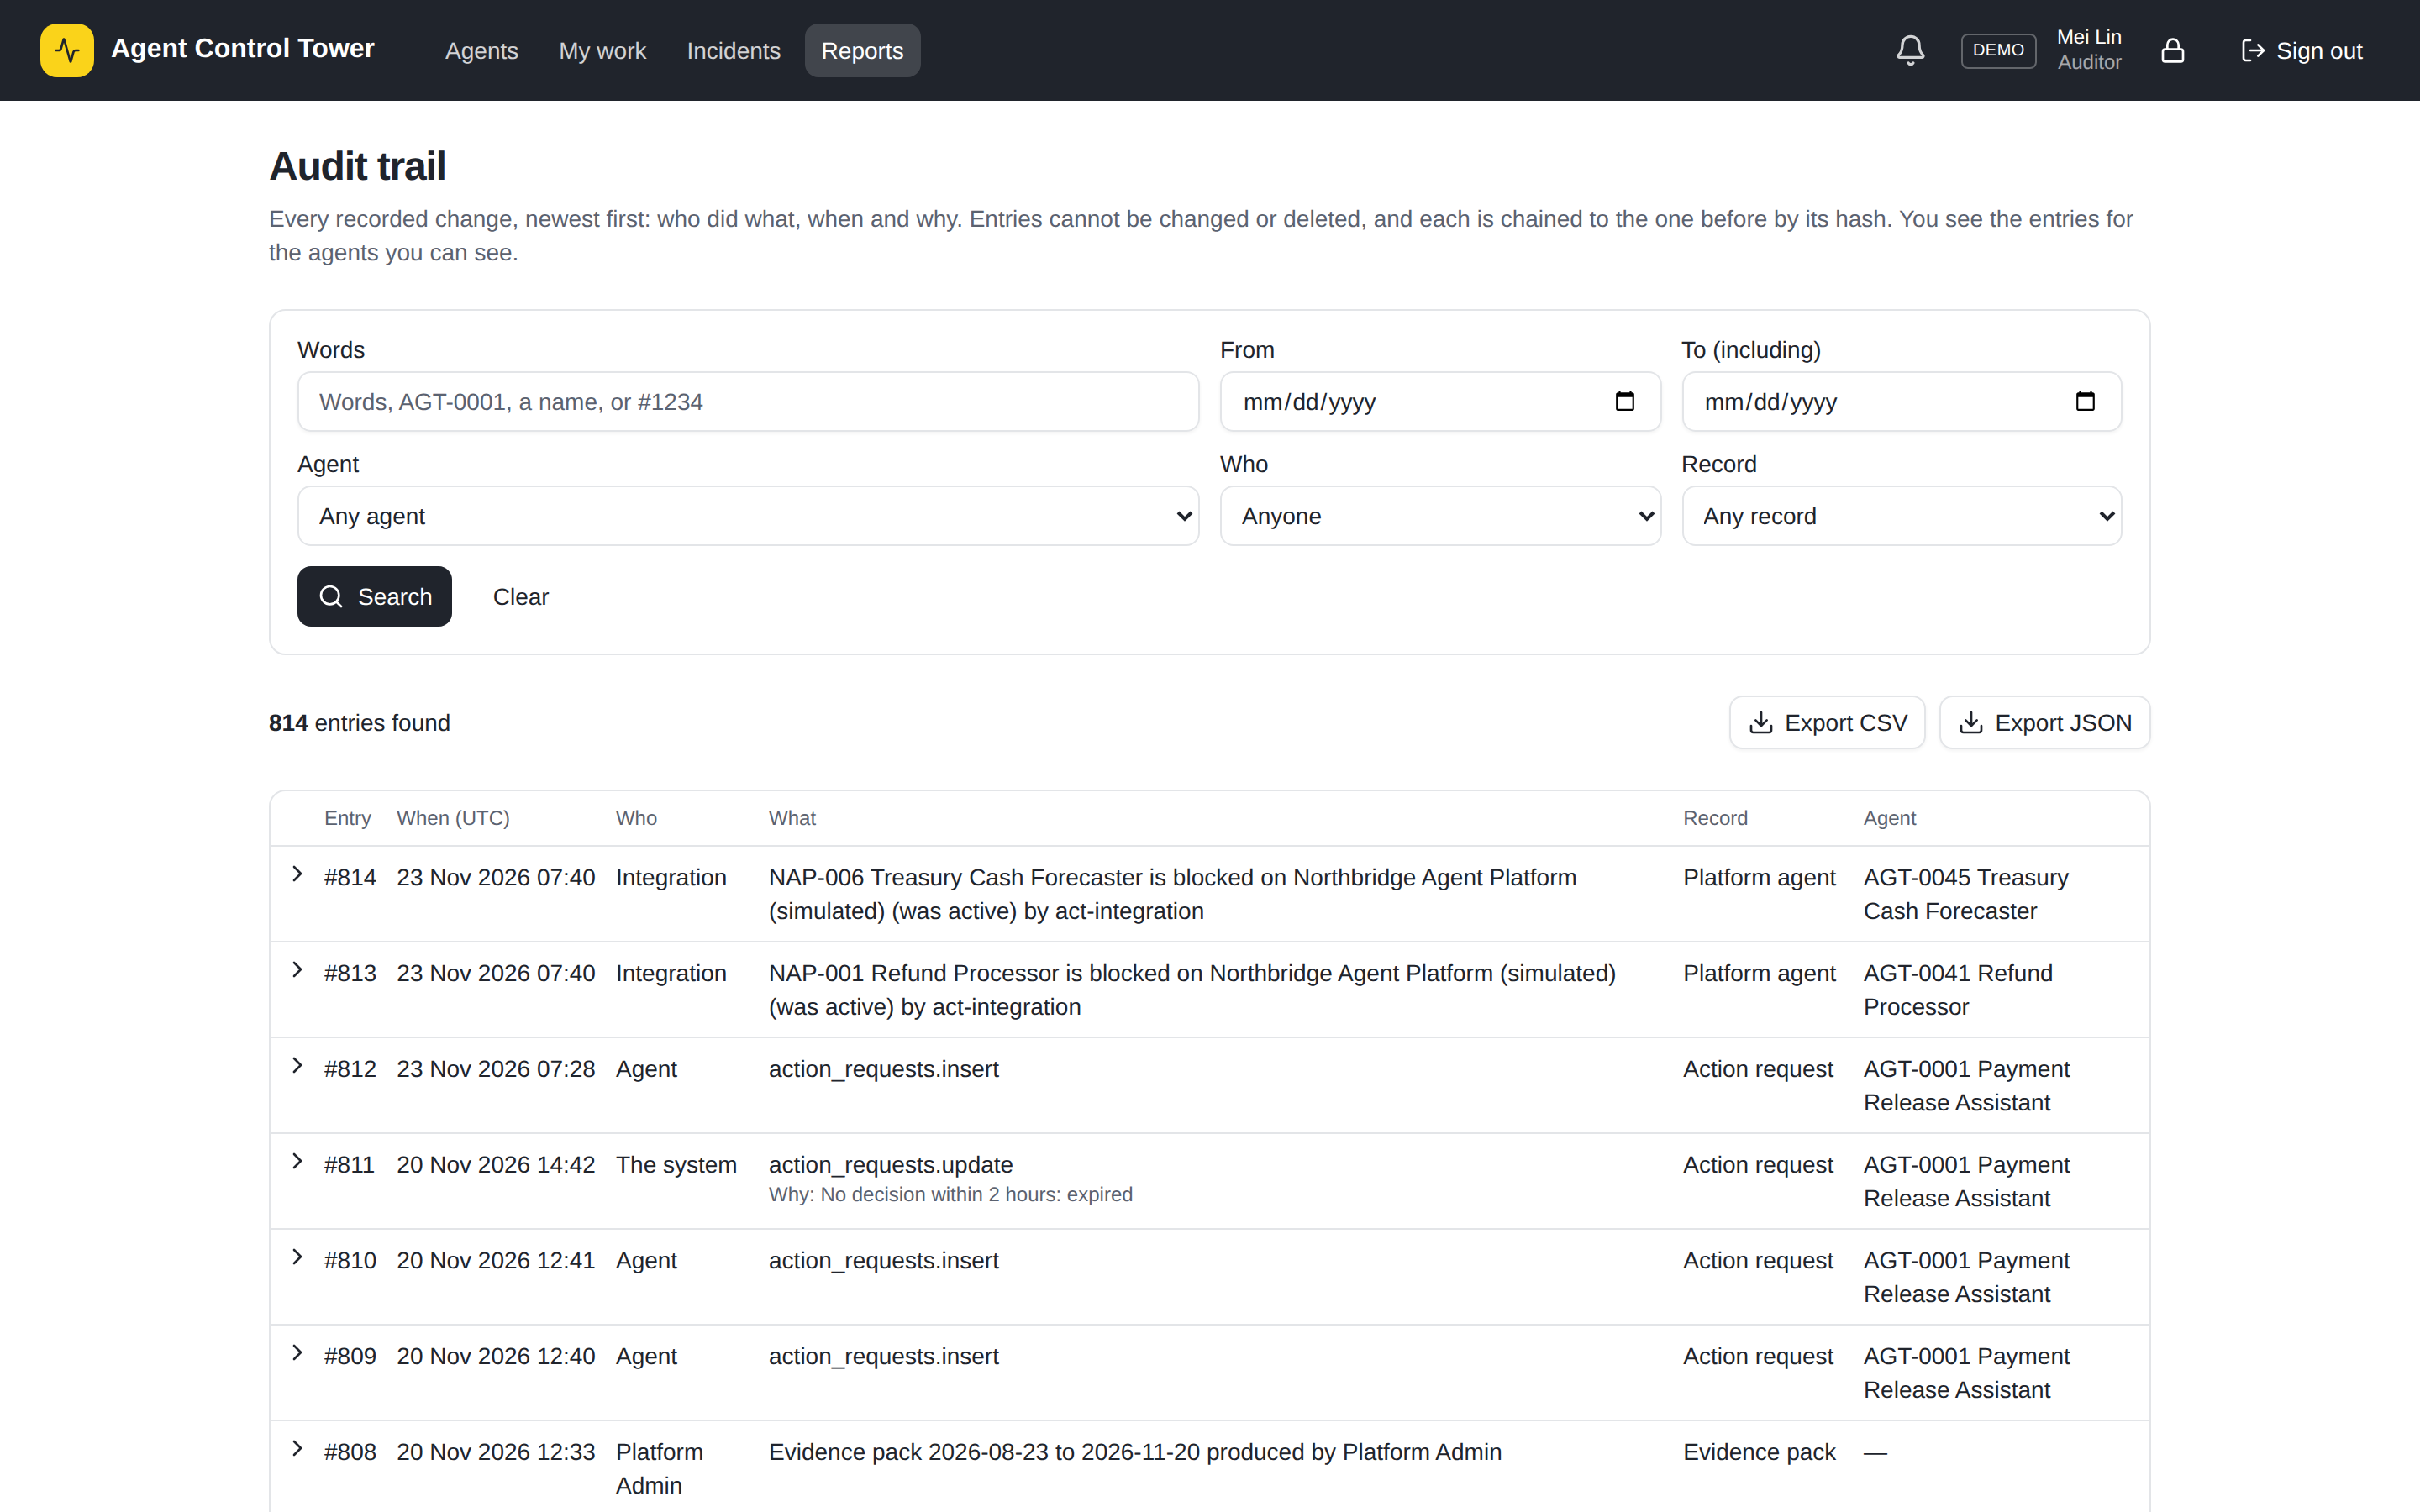 Agent Control Tower
Agents
My work
Incidents
Reports
DEMO
Mei Lin
Auditor
Sign out
Audit trail
Every recorded change, newest first: who did what, when and why. Entries cannot be changed or deleted, and each is chained to the one before by its hash. You see the entries for
the agents you can see.
Words
From
To (including)
Words, AGT-0001, a name, or #1234
mm/dd/yyyy
mm/dd/yyyy
Agent
Who
Record
Any agent
Anyone
Any record
Search
Clear
814 entries found
Export CSV
Export JSON
Entry When (UTC) Who What Record Agent
#814 23 Nov 2026 07:40 Integration NAP-006 Treasury Cash Forecaster is blocked on Northbridge Agent Platform Platform agent AGT-0045 Treasury
(simulated) (was active) by act-integration Cash Forecaster
#813 23 Nov 2026 07:40 Integration NAP-001 Refund Processor is blocked on Northbridge Agent Platform (simulated) Platform agent AGT-0041 Refund
(was active) by act-integration Processor
#812 23 Nov 2026 07:28 Agent action_requests.insert Action request AGT-0001 Payment
Release Assistant
#811 20 Nov 2026 14:42 The system action_requests.update Action request AGT-0001 Payment
Why: No decision within 2 hours: expired Release Assistant
#810 20 Nov 2026 12:41 Agent action_requests.insert Action request AGT-0001 Payment
Release Assistant
#809 20 Nov 2026 12:40 Agent action_requests.insert Action request AGT-0001 Payment
Release Assistant
#808 20 Nov 2026 12:33 Platform Evidence pack 2026-08-23 to 2026-11-20 produced by Platform Admin Evidence pack —
Admin